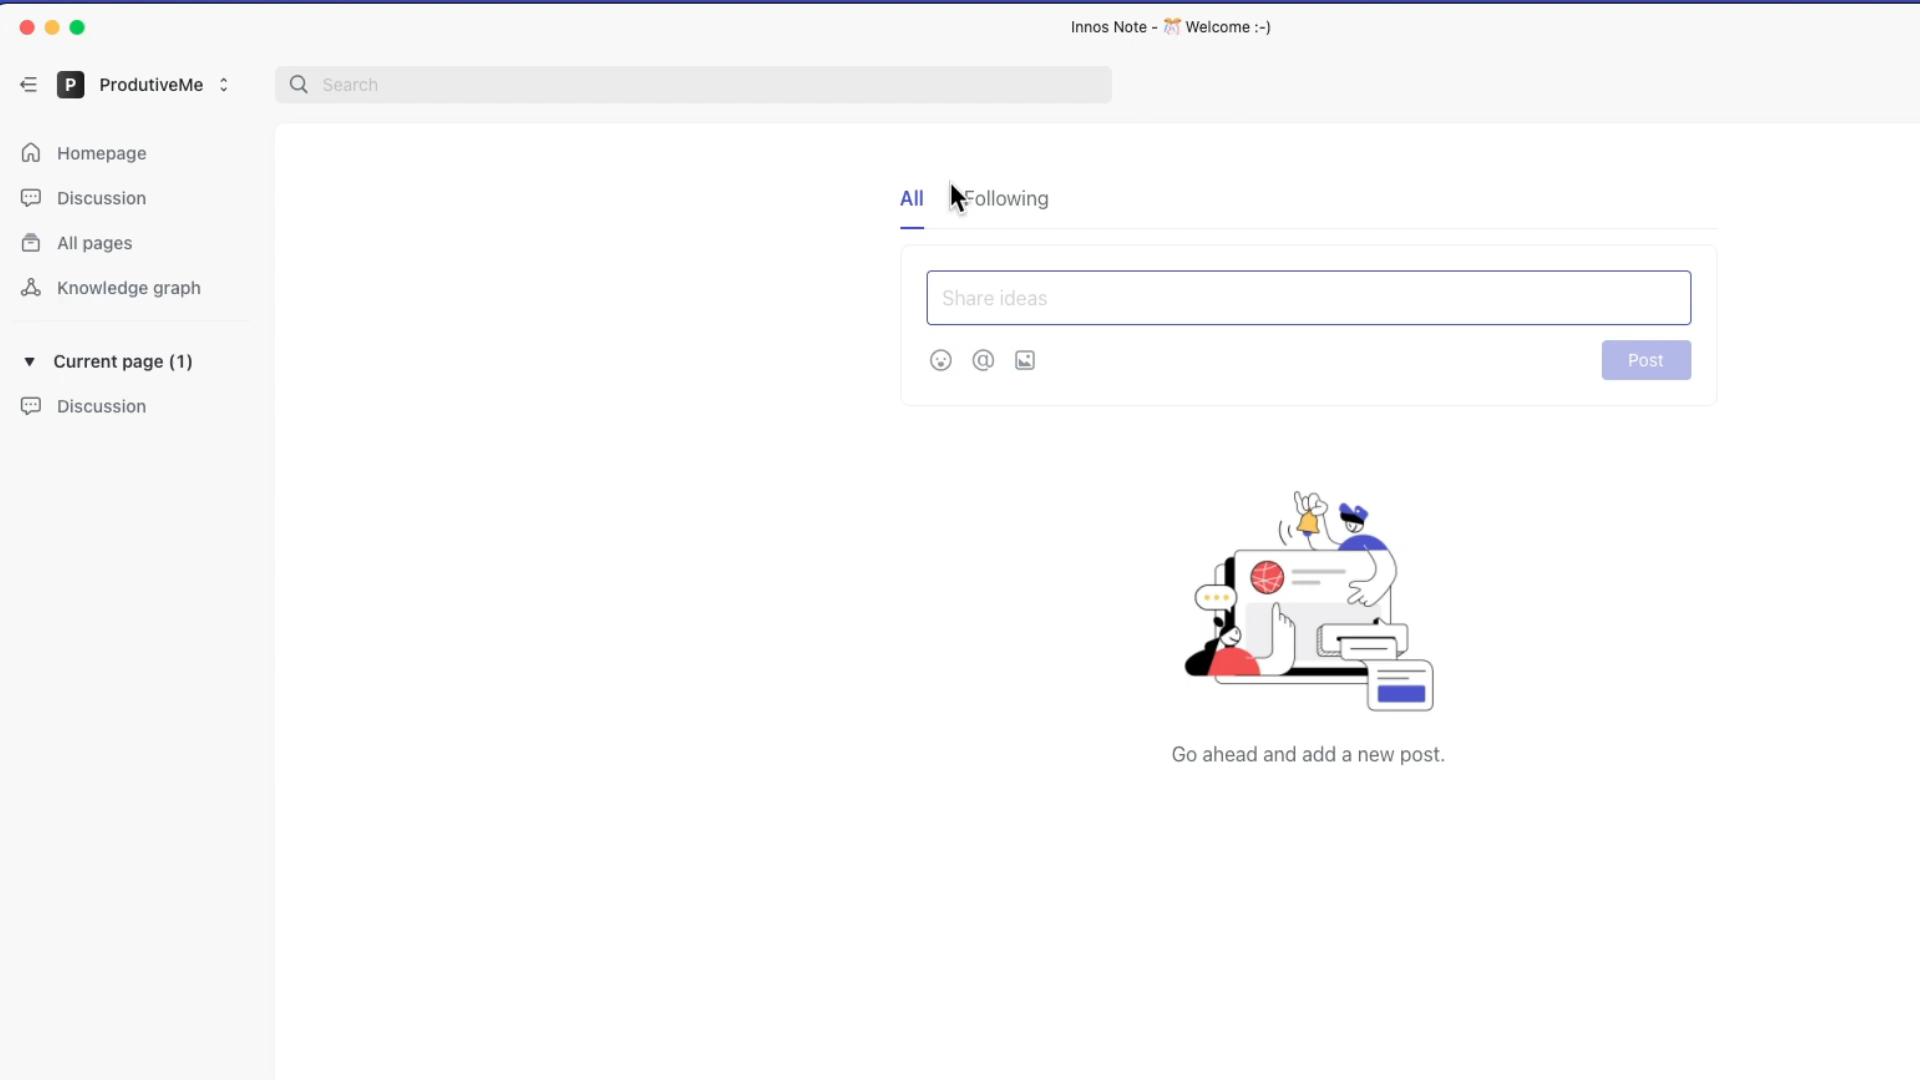 Innos Note - 🎊 Welcome :-)
P ProdutiveMe
Search
Homepage
Discussion
All pages
Knowledge graph
Current page (1)
Discussion
All Following
Share ideas
@
Post
Go ahead and add a new post.